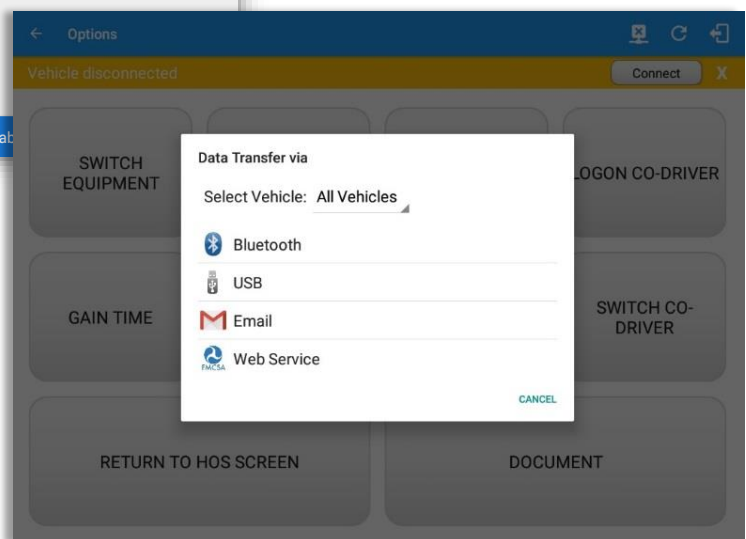 Options
Vehicle disconnected
Connect X
SWITCH
EQUIPMENT
LOGON CO-DRIVER
Data Transfer via
Select Vehicle: All Vehicles
Bluetooth
USB
Email
FMCSA Web Service
CANCEL
GAIN TIME
SWITCH CO-
DRIVER
RETURN TO HOS SCREEN
DOCUMENT